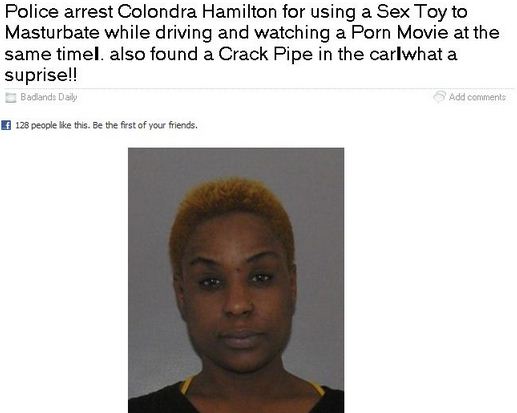 Police arrest Colondra Hamilton for using a Sex Toy to
Masturbate while driving and watching a Porn Movie at the
same timeI. also found a Crack Pipe in the carIwhat a
suprise!!
Badlands Daily
Add comments
128 people like this. Be the first of your friends.